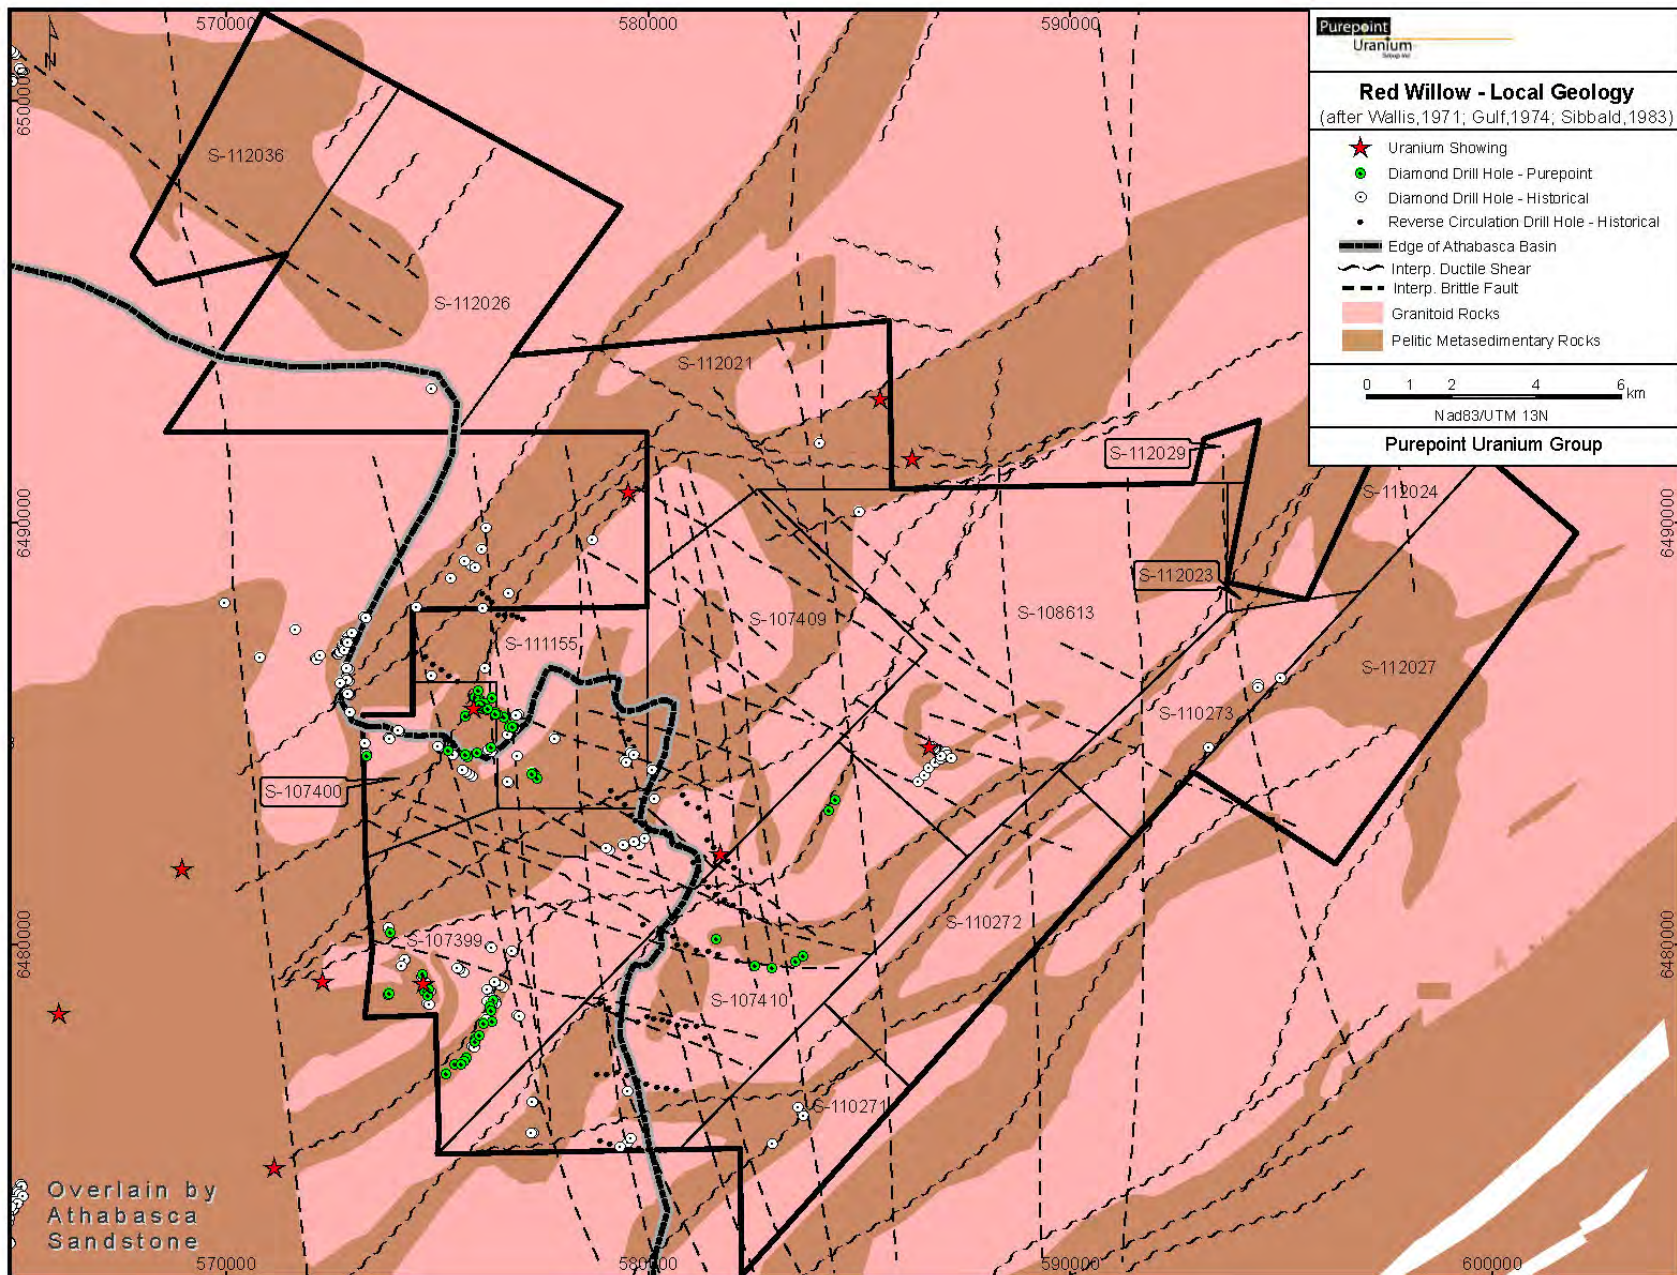 570000
580000
590000
Purepoint
Uranium
Group Inc
Red Willow - Local Geology
(after Wallis,1971; Gulf,1974; Sibbald,1983)
Uranium Showing
Diamond Drill Hole - Purepoint
Diamond Drill Hole - Historical
Reverse Circulation Drill Hole - Historical
Edge of Athabasca Basin
Interp. Ductile Shear
Interp. Brittle Fault
Granitoid Rocks
Pelitic Metasedimentary Rocks
0 1 2 4 6
km
Nad83/UTM 13N
Purepoint Uranium Group
N
6500000
S-112036
S-112026
S-112021
S-112029
S-112024
6490000
6490000
S-112023
S-107409
S-108613
S-111155
S-112027
S-110273
S-107400
S-110272
S-107399
6480000
6480000
S-107410
S-110271
Overlain by
Athabasca
Sandstone
570000
580000
590000
600000